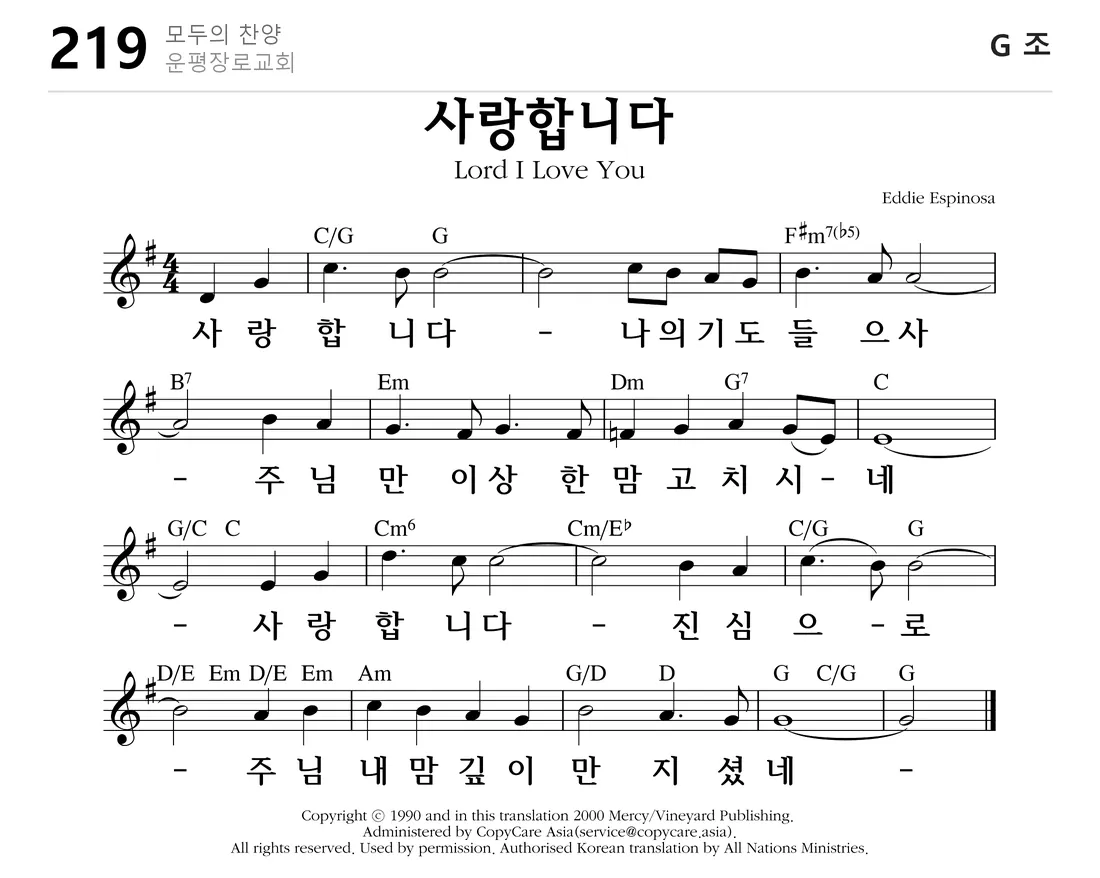 219 모두의 찬양
운평장로교회
G 조
사랑합니다
Lord I Love You
Eddie Espinosa
C/G G F♯m7(♭5)
4
4
사 랑 합 니다 - 나의기도 들 으사
B7 Em Dm G7 C
- 주 님 만 이상 한 맘 고 치 시 - 네
G/C C Cm6 Cm/E♭ C/G G
- 사 랑 합 니다 - 진 심 으 - 로
D/E Em D/E Em Am G/D D G C/G G
- 주 님 내 맘 깊 이 만 지 셨 네 -
Copyright ⓒ 1990 and in this translation 2000 Mercy/Vineyard Publishing.
Administered by CopyCare Asia(service@copycare.asia).
All rights reserved. Used by permission. Authorised Korean translation by All Nations Ministries.